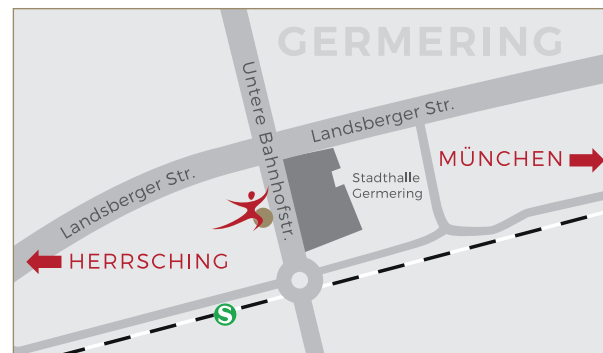 GERMERING
Untere Bahnhofstr.
Landsberger Str.
MÜNCHEN
Stadthalle
Germering
Landsberger Str.
HERRSCHING
S